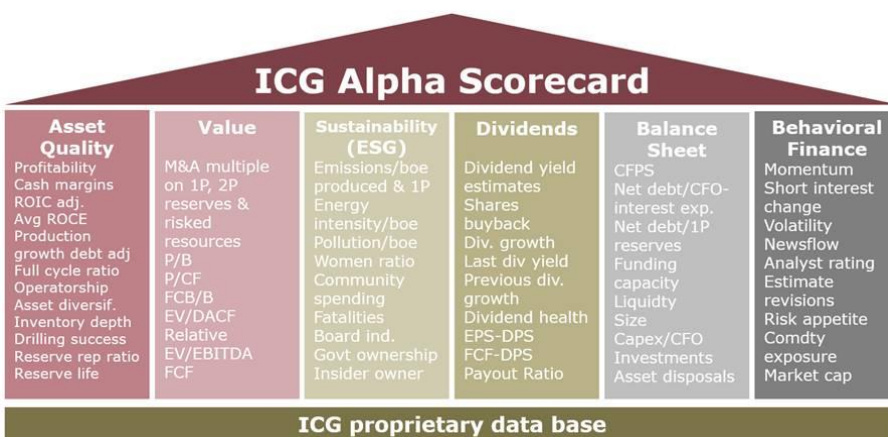 ICG Alpha Scorecard
Asset
Quality
Profitability
Cash margins
ROIC adj.
Avg ROCE
Production
growth debt adj
Full cycle ratio
Operatorship
Asset diversif.
Inventory depth
Drilling success
Reserve rep ratio
Reserve life
Value
M&A multiple
on 1P, 2P
reserves &
risked
resources
P/B
P/CF
FCB/B
EV/DACF
Relative
EV/EBITDA
FCF
Sustainability
(ESG)
Emissions/boe
produced & 1P
Energy
intensity/boe
Pollution/boe
Women ratio
Community
spending
Fatalities
Board ind.
Govt ownership
Insider owner
Dividends
Dividend yield
estimates
Shares
buyback
Div. growth
Last div yield
Previous div.
growth
Dividend health
EPS-DPS
FCF-DPS
Payout Ratio
Balance
Sheet
CFPS
Net debt/CFO-
interest exp.
Net debt/1P
reserves
Funding
capacity
Liquidty
Size
Capex/CFO
Investments
Asset disposals
Behavioral
Finance
Momentum
Short interest
change
Volatility
Newsflow
Analyst rating
Estimate
revisions
Risk appetite
Comdty
exposure
Market cap
ICG proprietary data base